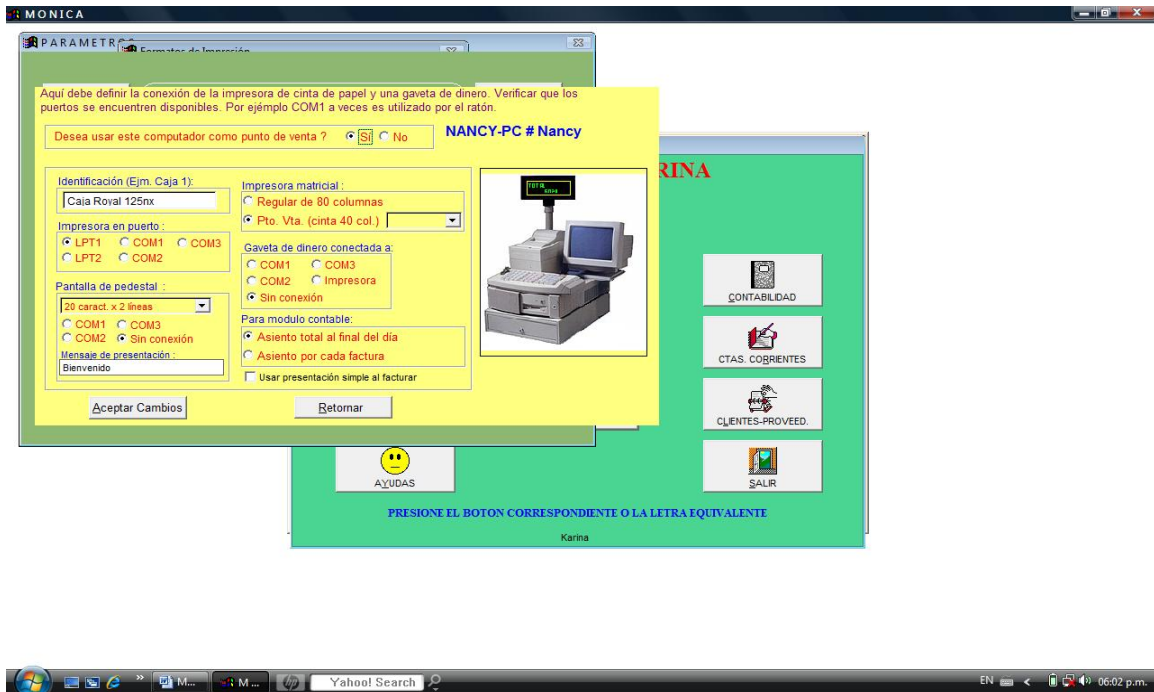 MONICA
PARAMETROS
Formatos de Impresión
Aquí debe definir la conexión de la impresora de cinta de papel y una gaveta de dinero. Verificar que los
puertos se encuentren disponibles. Por ejémplo COM1 a veces es utilizado por el ratón.
Desea usar este computador como punto de venta ? Sí No
NANCY-PC # Nancy
Identificación (Ejm. Caja 1):
Caja Royal 125nx
Impresora en puerto :
LPT1 COM1 COM3
LPT2 COM2
Pantalla de pedestal :
20 caract. x 2 líneas
COM1 COM3
COM2 Sin conexión
Mensaje de presentación :
Bienvenido
Impresora matricial :
Regular de 80 columnas
Pto. Vta. (cinta 40 col.)
Gaveta de dinero conectada a:
COM1 COM3
COM2 Impresora
Sin conexión
Para modulo contable:
Asiento total al final del día
Asiento por cada factura
Usar presentación simple al facturar
Aceptar Cambios
Retornar
TOTAL
RINA
CONTABILIDAD
CTAS. CORRIENTES
CLIENTES-PROVEED.
AYUDAS
SALIR
PRESIONE EL BOTON CORRESPONDIENTE O LA LETRA EQUIVALENTE
Karina
M...
M ...
hp
Yahoo! Search
EN
06:02 p.m.